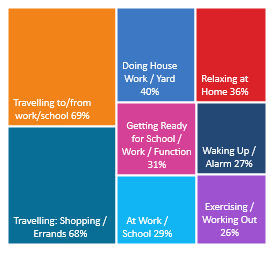 Travelling to/from
work/school 69%
Doing House
Work / Yard
40%
Relaxing at
Home 36%
Getting Ready
for School /
Work / Function
31%
Waking Up /
Alarm 27%
Travelling: Shopping /
Errands 68%
At Work /
School 29%
Exercising /
Working Out
26%